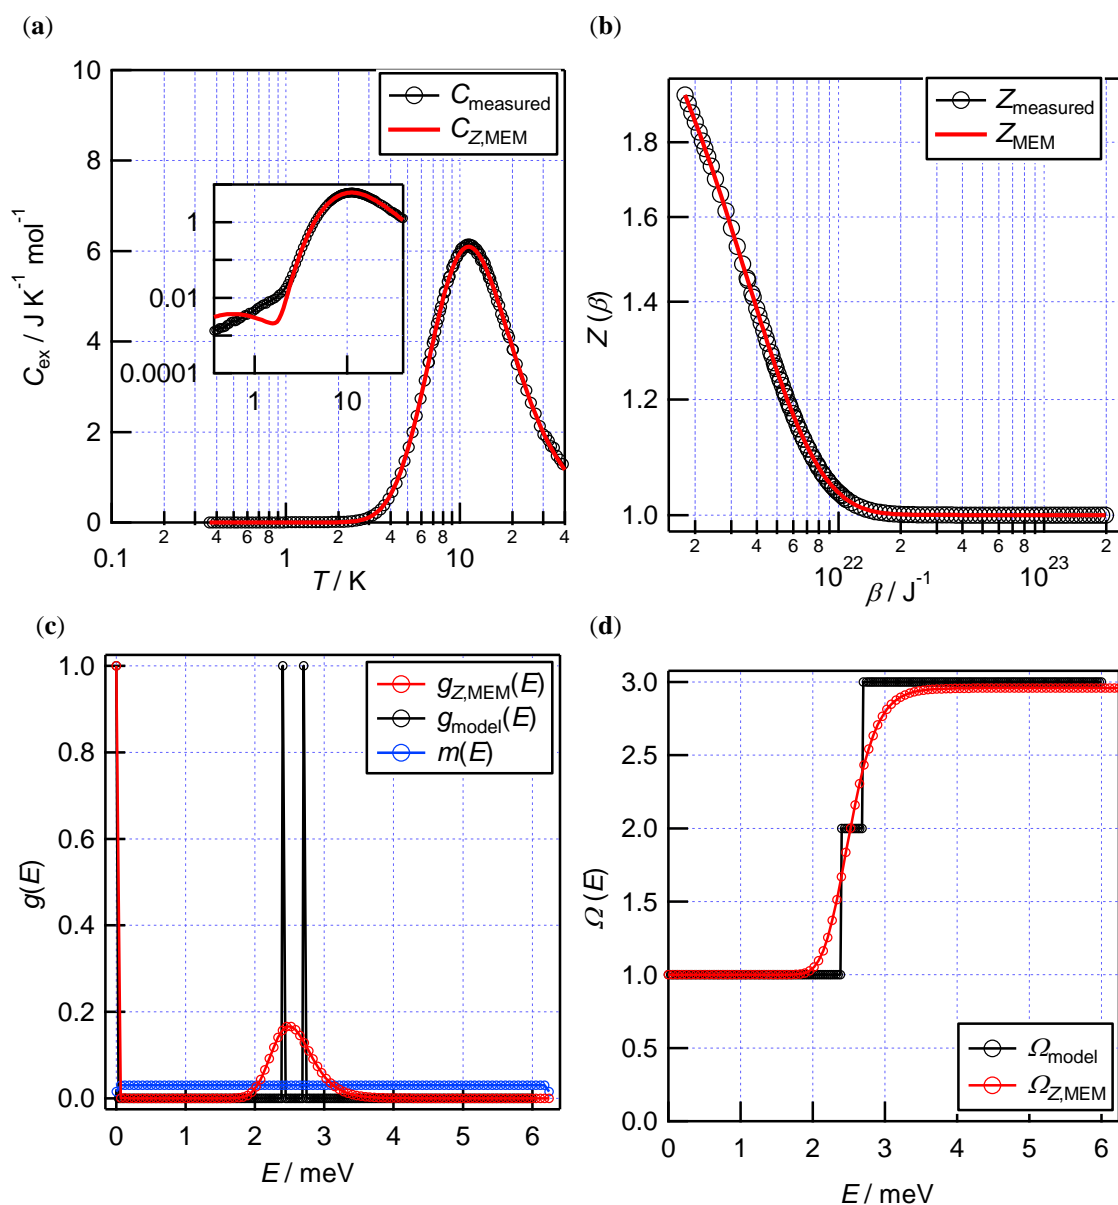 (a)
10
8
6
4
2
0
C_ex / J K⁻¹ mol⁻¹
C_measured
C_Z,MEM
1
0.01
0.0001
1 10
0.1 2 4 6 8 1 2 4 6 8 10 2 4
T / K
(b)
1.8
1.6
1.4
1.2
1.0
Z (β)
Z_measured
Z_MEM
2 4 6 8 10²² 2 4 6 8 10²³ 2
β / J⁻¹
(c)
1.0
0.8
0.6
0.4
0.2
0.0
g(E)
g_Z,MEM(E)
g_model(E)
m(E)
0 1 2 3 4 5 6
E / meV
(d)
3.0
2.5
2.0
1.5
1.0
0.5
0.0
Ω (E)
Ω_model
Ω_Z,MEM
0 1 2 3 4 5 6
E / meV